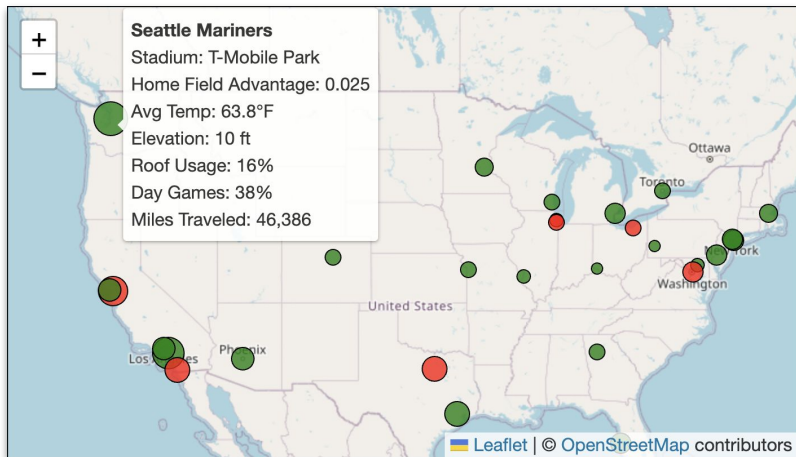 +
−
Seattle Mariners
Stadium: T-Mobile Park
Home Field Advantage: 0.025
Avg Temp: 63.8°F
Elevation: 10 ft
Roof Usage: 16%
Day Games: 38%
Miles Traveled: 46,386
Ottawa
Toronto
New York
Washington
United States
Phoenix
Los
es
Leaflet | © OpenStreetMap contributors